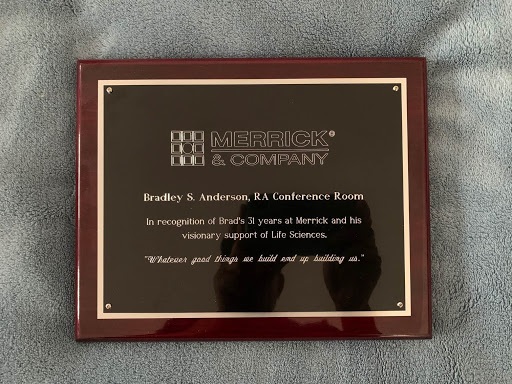 MERRICK®
& COMPANY
Bradley S. Anderson, RA Conference Room
In recognition of Brad's 31 years at Merrick and his
visionary support of Life Sciences.
"Whatever good things we build end up building us."